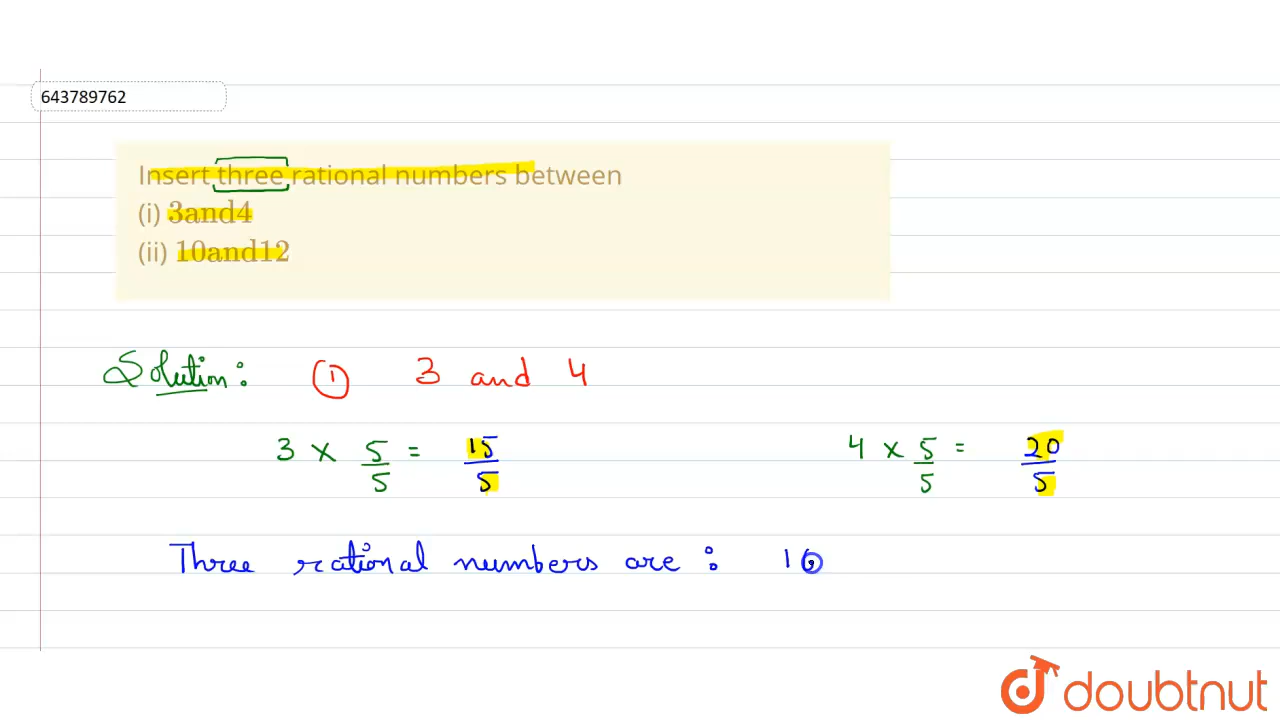 643789762
Insert three rational numbers between
(i) 3and4
(ii) 10and12
Solution: (1) 3 and 4
3 × 5/5 = 15/5 4 × 5/5 = 20/5
Three rational numbers are : 16
doubtnut